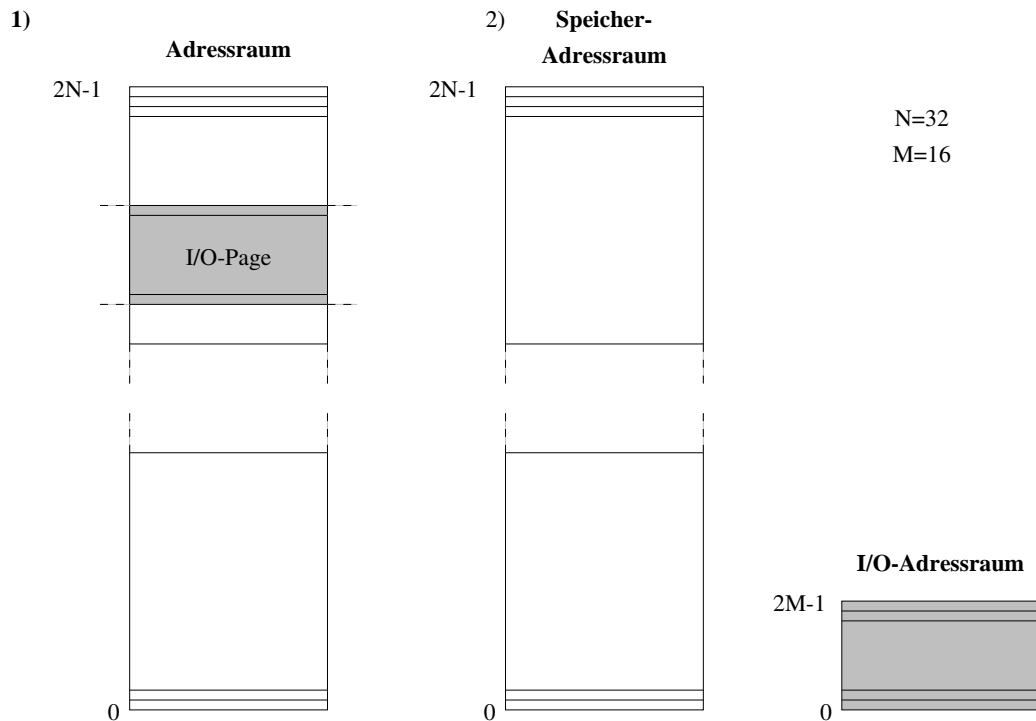 1)
Adressraum
2N-1
I/O-Page
0
2)
Speicher-
Adressraum
2N-1
0
N=32
M=16
I/O-Adressraum
2M-1
0